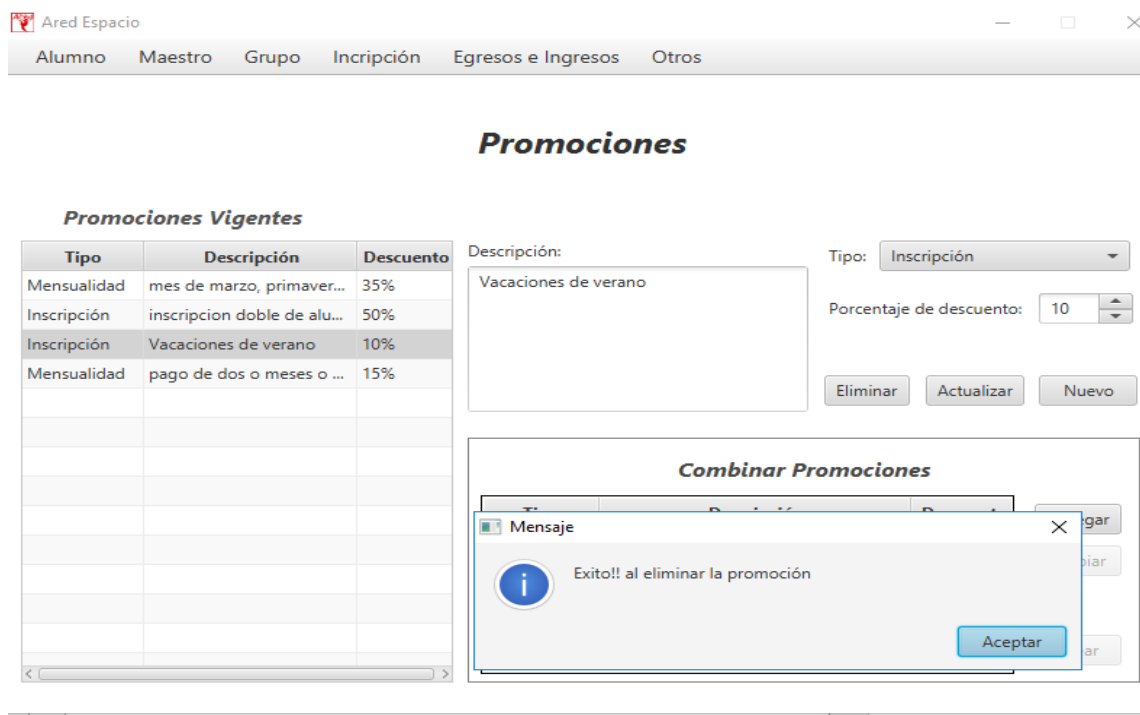 Ared Espacio
Alumno Maestro Grupo Incripción Egresos e Ingresos Otros
Promociones
Promociones Vigentes
Tipo Descripción Descuento
Mensualidad mes de marzo, primaver... 35%
Inscripción inscripcion doble de alu... 50%
Inscripción Vacaciones de verano 10%
Mensualidad pago de dos o meses o ... 15%
Descripción:
Vacaciones de verano
Tipo: Inscripción
Porcentaje de descuento: 10
Eliminar Actualizar Nuevo
Combinar Promociones
Mensaje
Exito!! al eliminar la promoción
Aceptar